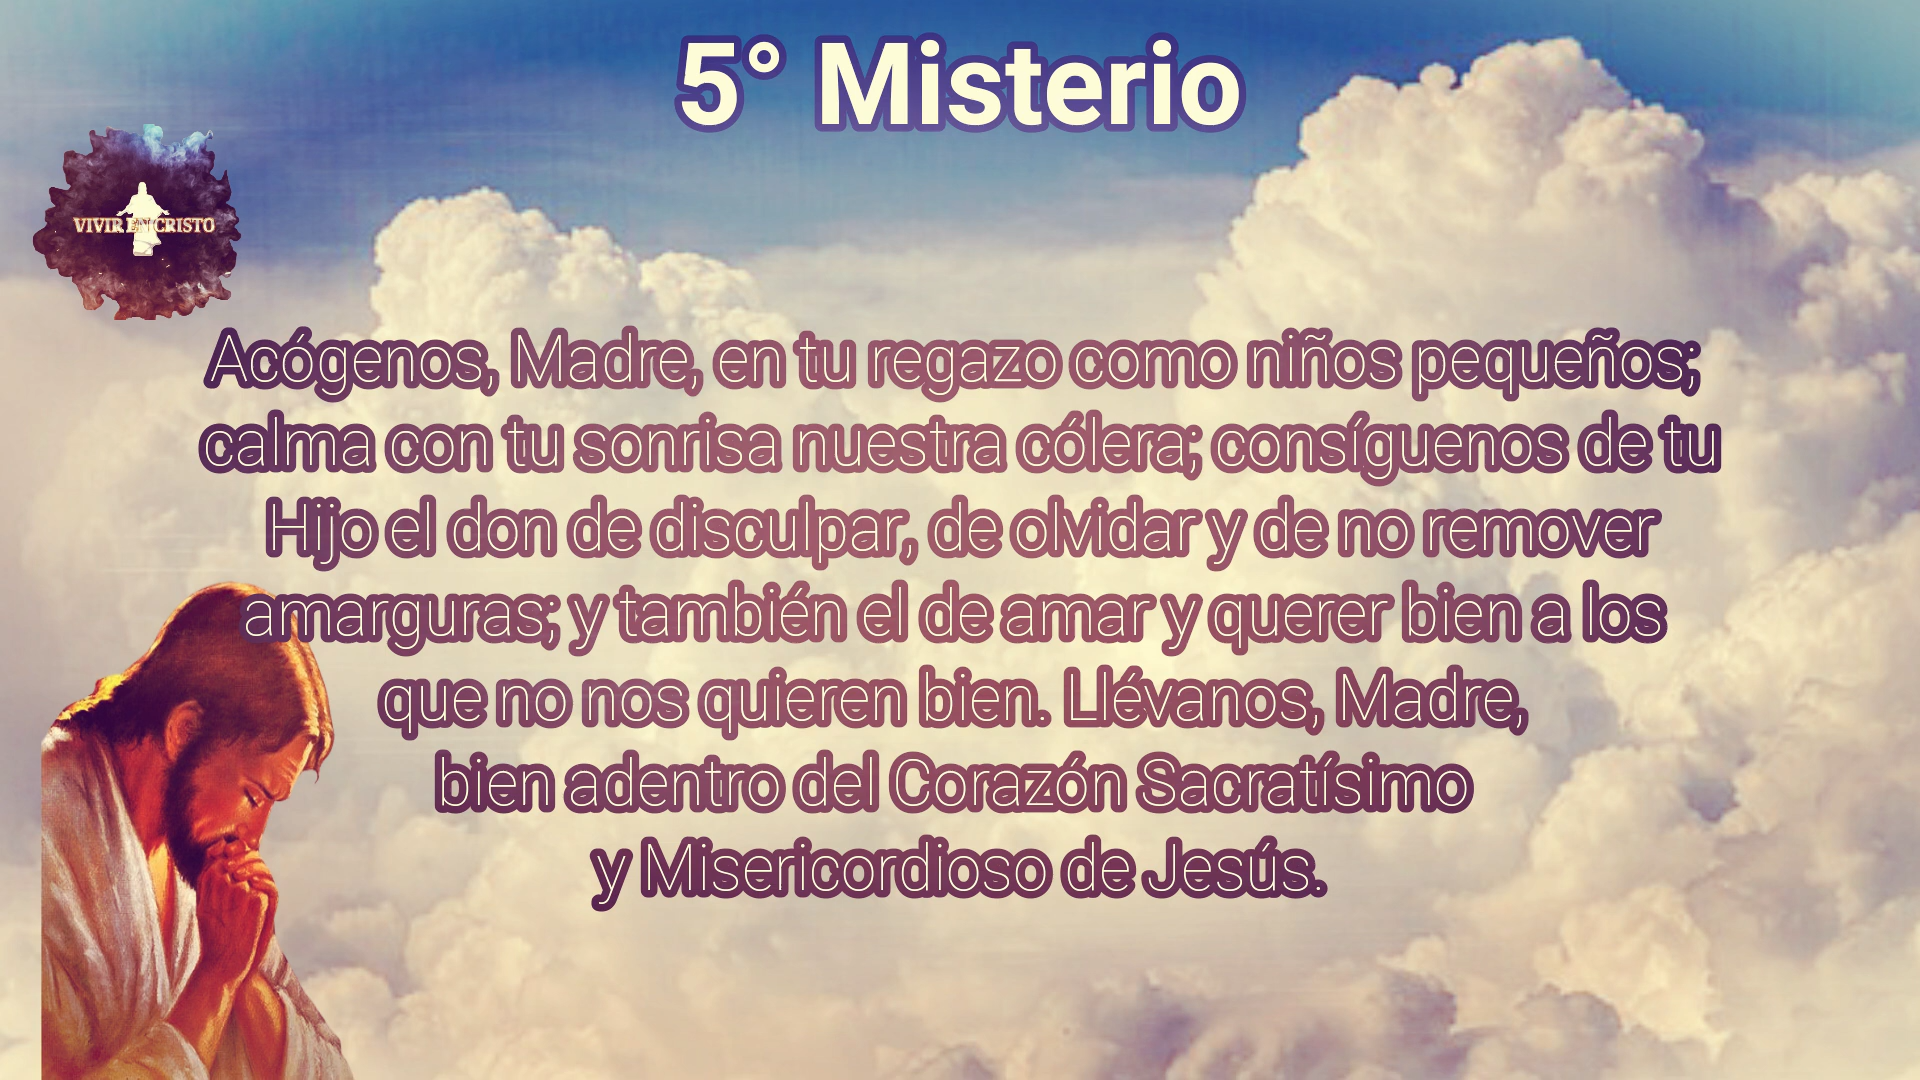 5° Misterio
VIVIR EN CRISTO
Acógenos, Madre, en tu regazo como niños pequeños;
calma con tu sonrisa nuestra cólera; consíguenos de tu
Hijo el don de disculpar, de olvidar y de no remover
amarguras; y también el de amar y querer bien a los
que no nos quieren bien. Llévanos, Madre,
bien adentro del Corazón Sacratísimo
y Misericordioso de Jesús.